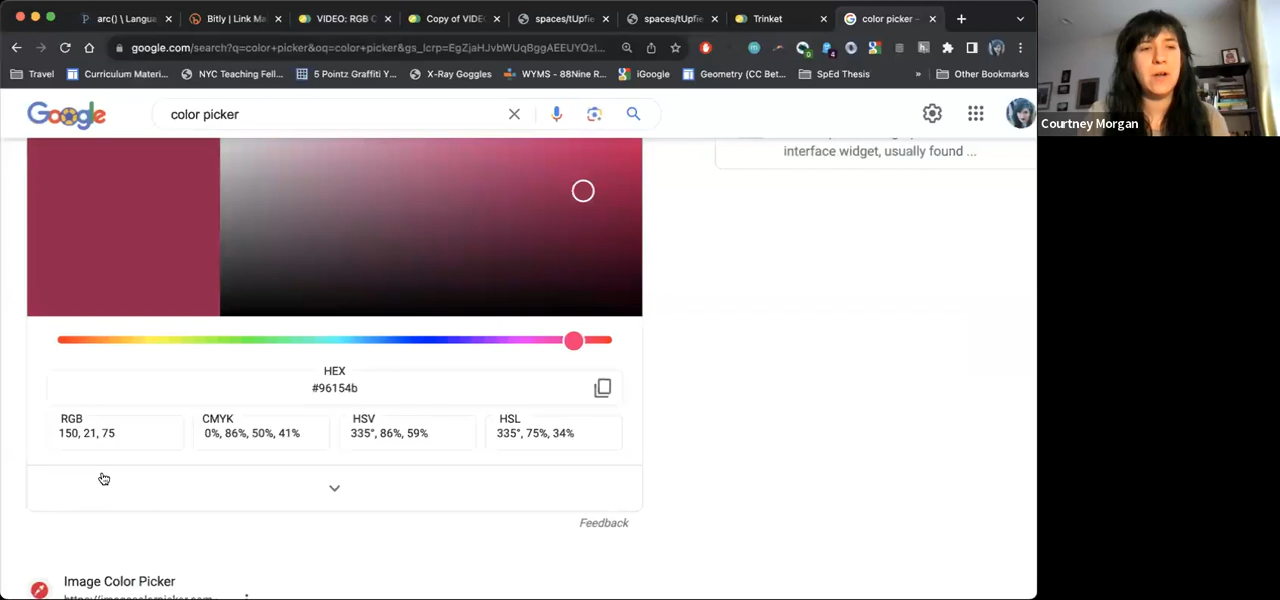 arc() \ Langua
Bitly | Link Ma
VIDEO: RGB C
Copy of VIDE
spaces/tUpfie
spaces/tUpfie
Trinket
color picker –
google.com/search?q=color+picker&oq=color+picker&gs_lcrp=EgZjaHJvbWUqBggAEEUYOzI...
Travel
Curriculum Materi...
NYC Teaching Fell...
5 Pointz Graffiti Y...
X-Ray Goggles
WYMS - 88Nine R...
iGoogle
Geometry (CC Bet...
SpEd Thesis
»
Other Bookmarks
Google
color picker
interface widget, usually found ...
HEX
#96154b
RGB
150, 21, 75
CMYK
0%, 86%, 50%, 41%
HSV
335°, 86%, 59%
HSL
335°, 75%, 34%
Feedback
Image Color Picker
Courtney Morgan